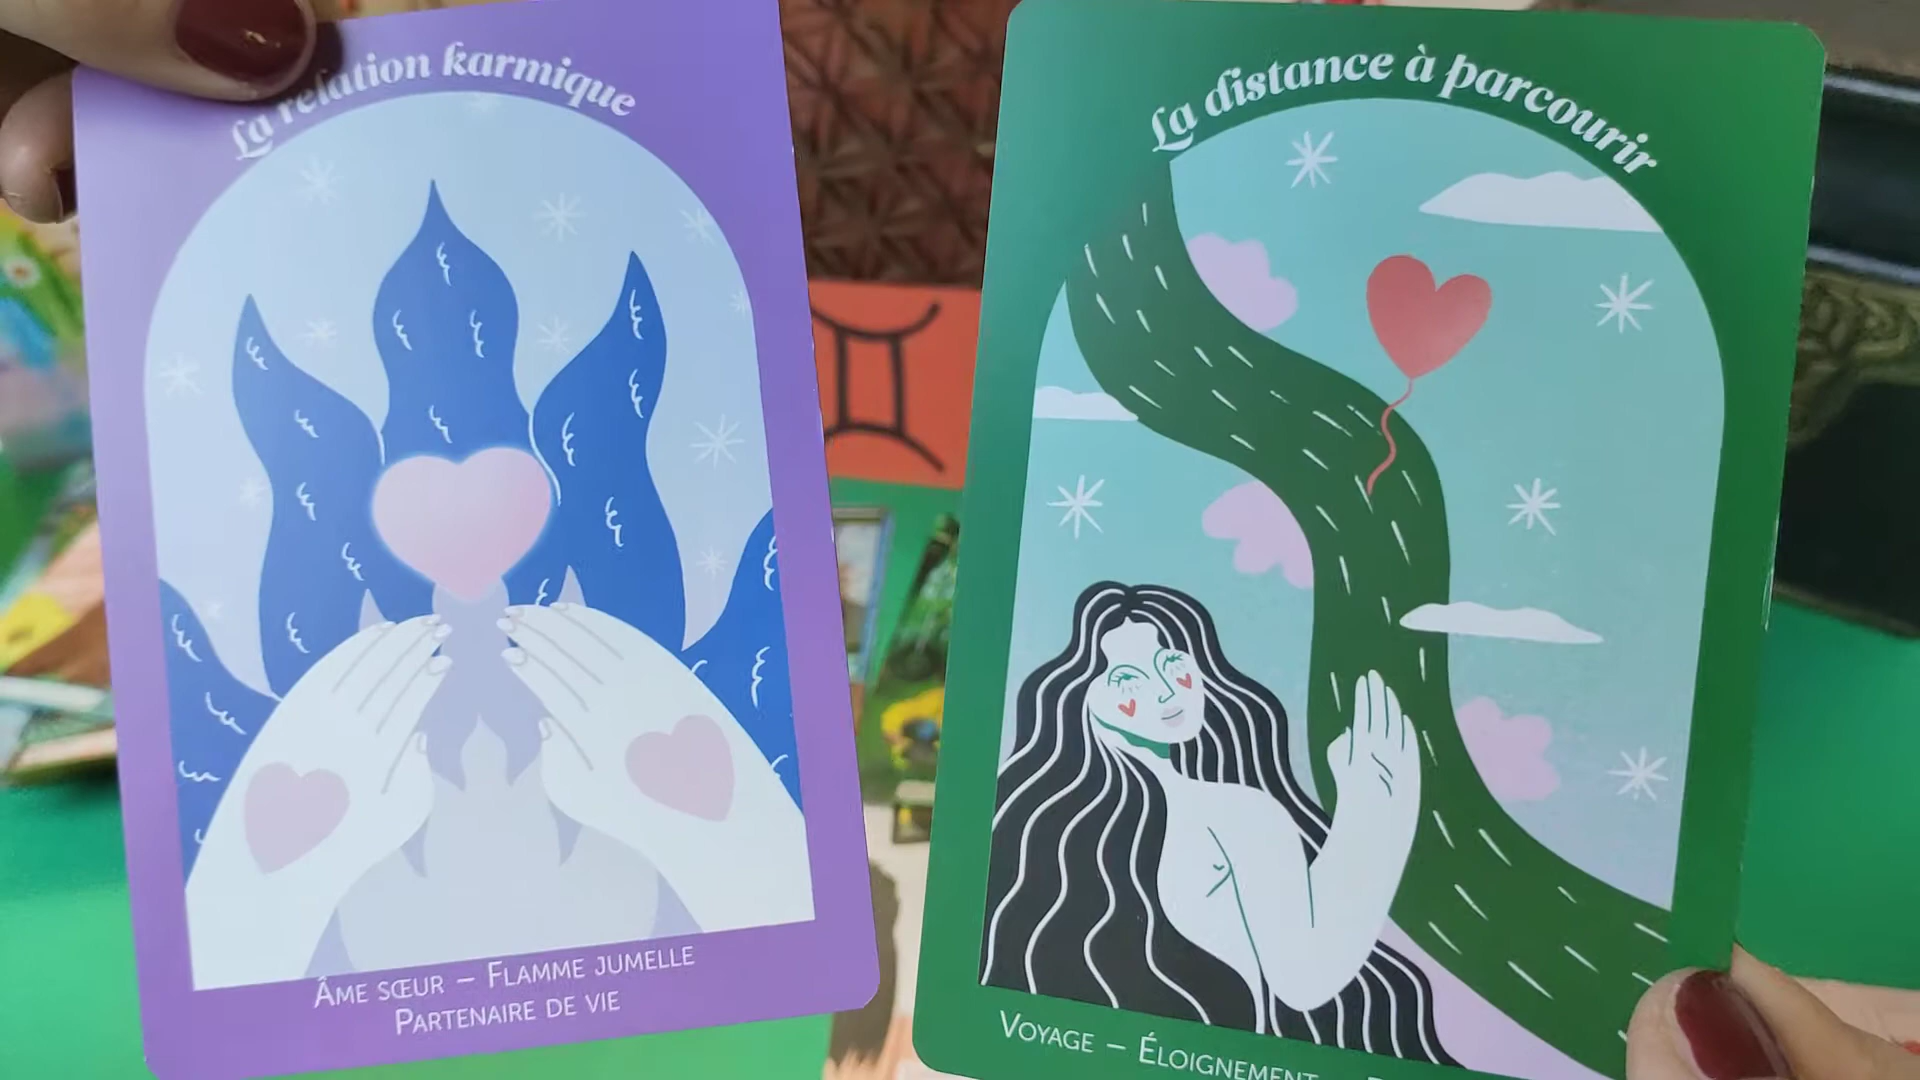 La relation karmique
ÂME SŒUR – FLAMME JUMELLE
PARTENAIRE DE VIE
La distance à parcourir
VOYAGE – ÉLOIGNEMENT